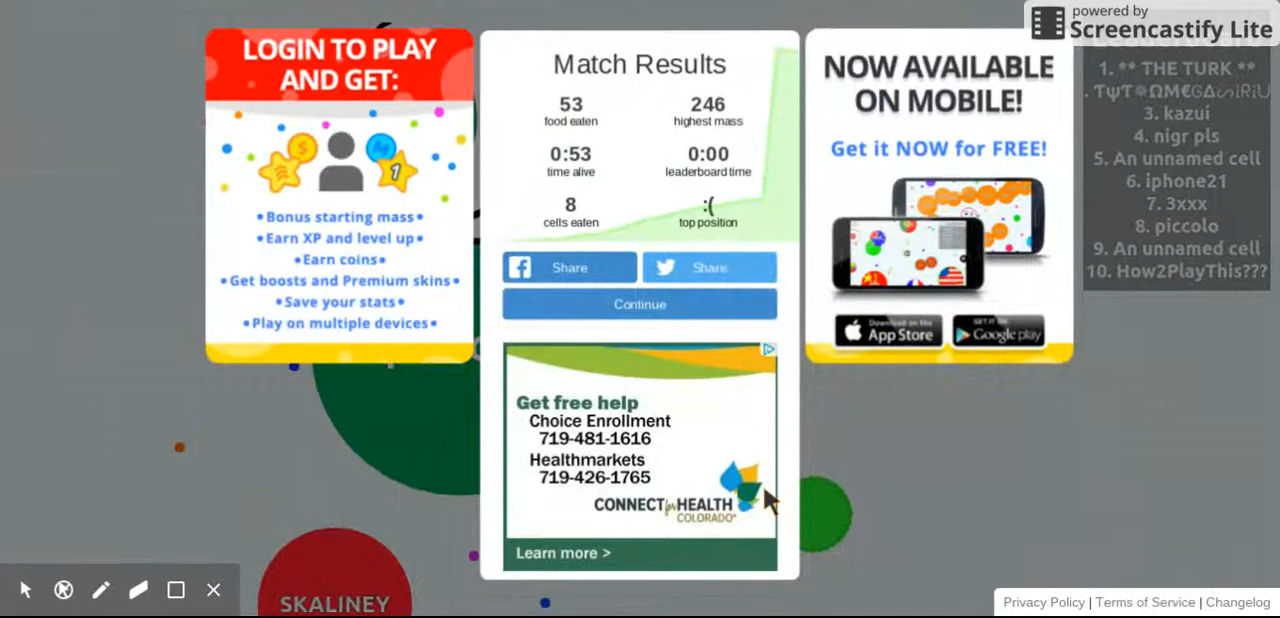 powered by
Screencastify Lite
LOGIN TO PLAY
AND GET:
•Bonus starting mass•
•Earn XP and level up•
•Earn coins•
•Get boosts and Premium skins•
•Save your stats•
•Play on multiple devices•
Match Results
53
food eaten
246
highest mass
0:53
time alive
0:00
leaderboard time
8
cells eaten
:(
top position
Share
Share
Continue
Get free help
Choice Enrollment
719-481-1616
Healthmarkets
719-426-1765
CONNECT for HEALTH
COLORADO
Learn more >
NOW AVAILABLE
ON MOBILE!
Get it NOW for FREE!
Download on the
App Store
GET IT ON
Google play
1. ** THE TURK **
3. kazui
4. nigr pls
5. An unnamed cell
6. iphone21
7. 3xxx
8. piccolo
9. An unnamed cell
10. How2PlayThis???
SKALINEY
Privacy Policy | Terms of Service | Changelog